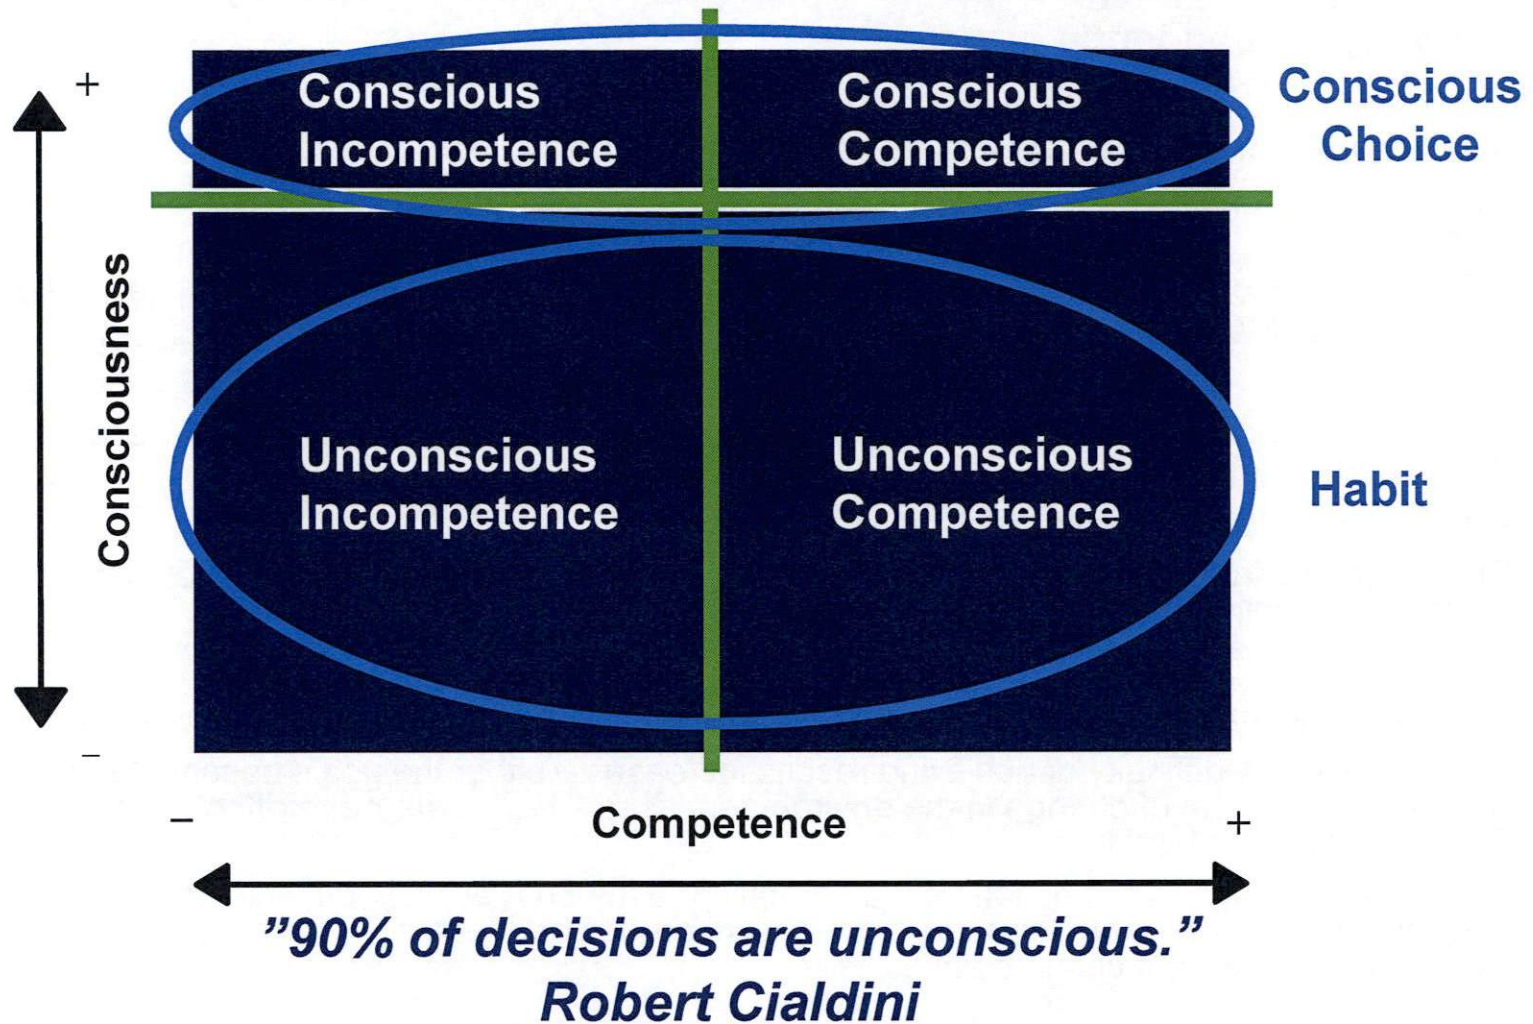 +
Conscious
Incompetence
Conscious
Competence
Conscious
Choice
Consciousness
Unconscious
Incompetence
Unconscious
Competence
Habit
–
–
Competence
+
”90% of decisions are unconscious.”
Robert Cialdini